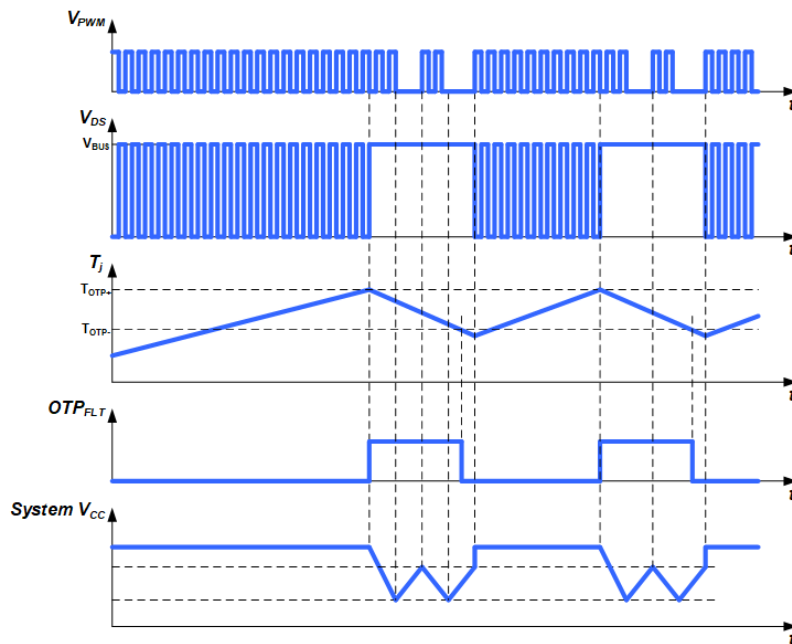 VPWM
t
VDS
VBUS
t
Tj
TOTP+
TOTP-
t
OTPFLT
t
System VCC
t